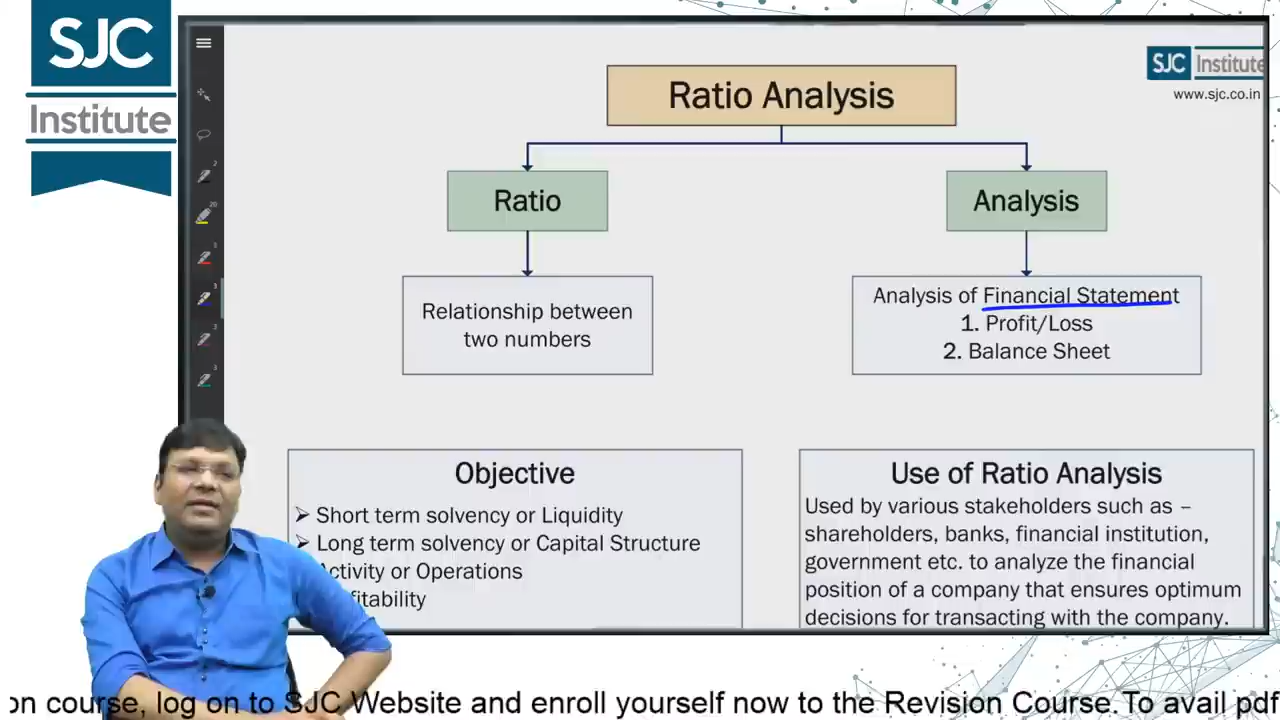 SJC
Institute
SJC Institute
www.sjc.co.in
Ratio Analysis
Ratio
Analysis
Relationship between
two numbers
Analysis of Financial Statement
1. Profit/Loss
2. Balance Sheet
Objective
➢ Short term solvency or Liquidity
➢ Long term solvency or Capital Structure
Activity or Operations
Use of Ratio Analysis
Used by various stakeholders such as –
shareholders, banks, financial institution,
government etc. to analyze the financial
position of a company that ensures optimum
decisions for transacting with the company.
course, log on to SJC Website and enroll yourself now to the Revision Course. To avail pdf